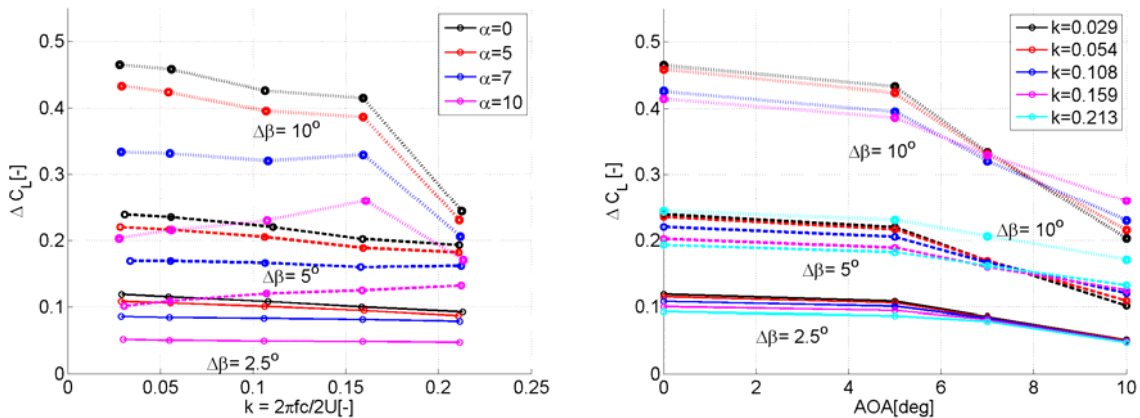 0.5
0.4
0.3
0.2
0.1
0
Δ C_L[-]
0
0.05
0.1
0.15
0.2
0.25
k = 2πfc/2U[-]
α=0
α=5
α=7
α=10
Δβ= 10°
Δβ= 5°
Δβ= 2.5°
0.5
0.4
0.3
0.2
0.1
0
Δ C_L[-]
0
2
4
6
8
10
AOA[deg]
k=0.029
k=0.054
k=0.108
k=0.159
k=0.213
Δβ= 10°
Δβ= 10°
Δβ= 5°
Δβ= 2.5°